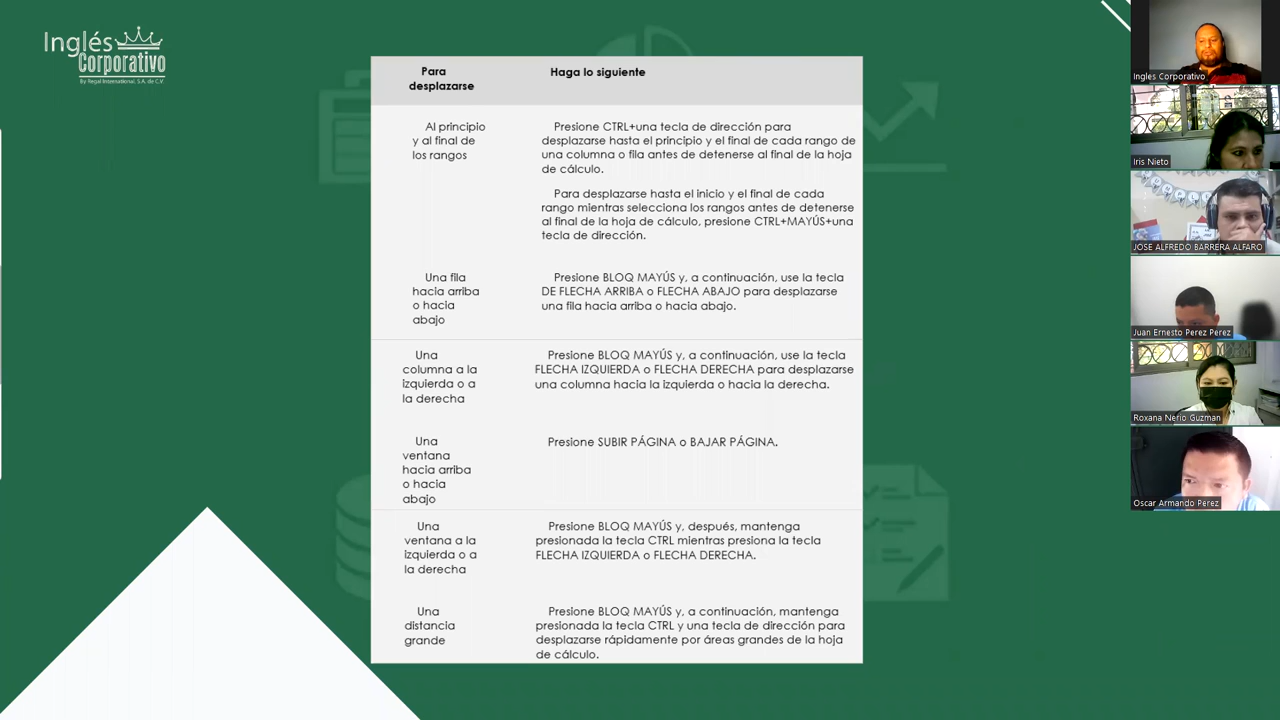 Inglés
Corporativo
By Regal International, S.A. de C.V
Para
desplazarse
Haga lo siguiente
Al principio
y al final de
los rangos
Presione CTRL+una tecla de dirección para
desplazarse hasta el principio y el final de cada rango de
una columna o fila antes de detenerse al final de la hoja
de cálculo.
Para desplazarse hasta el inicio y el final de cada
rango mientras selecciona los rangos antes de detenerse
al final de la hoja de cálculo, presione CTRL+MAYÚS+una
tecla de dirección.
Una fila
hacia arriba
o hacia
abajo
Presione BLOQ MAYÚS y, a continuación, use la tecla
DE FLECHA ARRIBA o FLECHA ABAJO para desplazarse
una fila hacia arriba o hacia abajo.
Una
columna a la
izquierda o a
la derecha
Presione BLOQ MAYÚS y, a continuación, use la tecla
FLECHA IZQUIERDA o FLECHA DERECHA para desplazarse
una columna hacia la izquierda o hacia la derecha.
Una
ventana
hacia arriba
o hacia
abajo
Presione SUBIR PÁGINA o BAJAR PÁGINA.
Una
ventana a la
izquierda o a
la derecha
Presione BLOQ MAYÚS y, después, mantenga
presionada la tecla CTRL mientras presiona la tecla
FLECHA IZQUIERDA o FLECHA DERECHA.
Una
distancia
grande
Presione BLOQ MAYÚS y, a continuación, mantenga
presionada la tecla CTRL y una tecla de dirección para
desplazarse rápidamente por áreas grandes de la hoja
de cálculo.
Ingles Corporativo
Iris Nieto
JOSE ALFREDO BARRERA ALFARO
Juan Ernesto Perez Perez
Roxana Nerio Guzman
Oscar Armando Perez